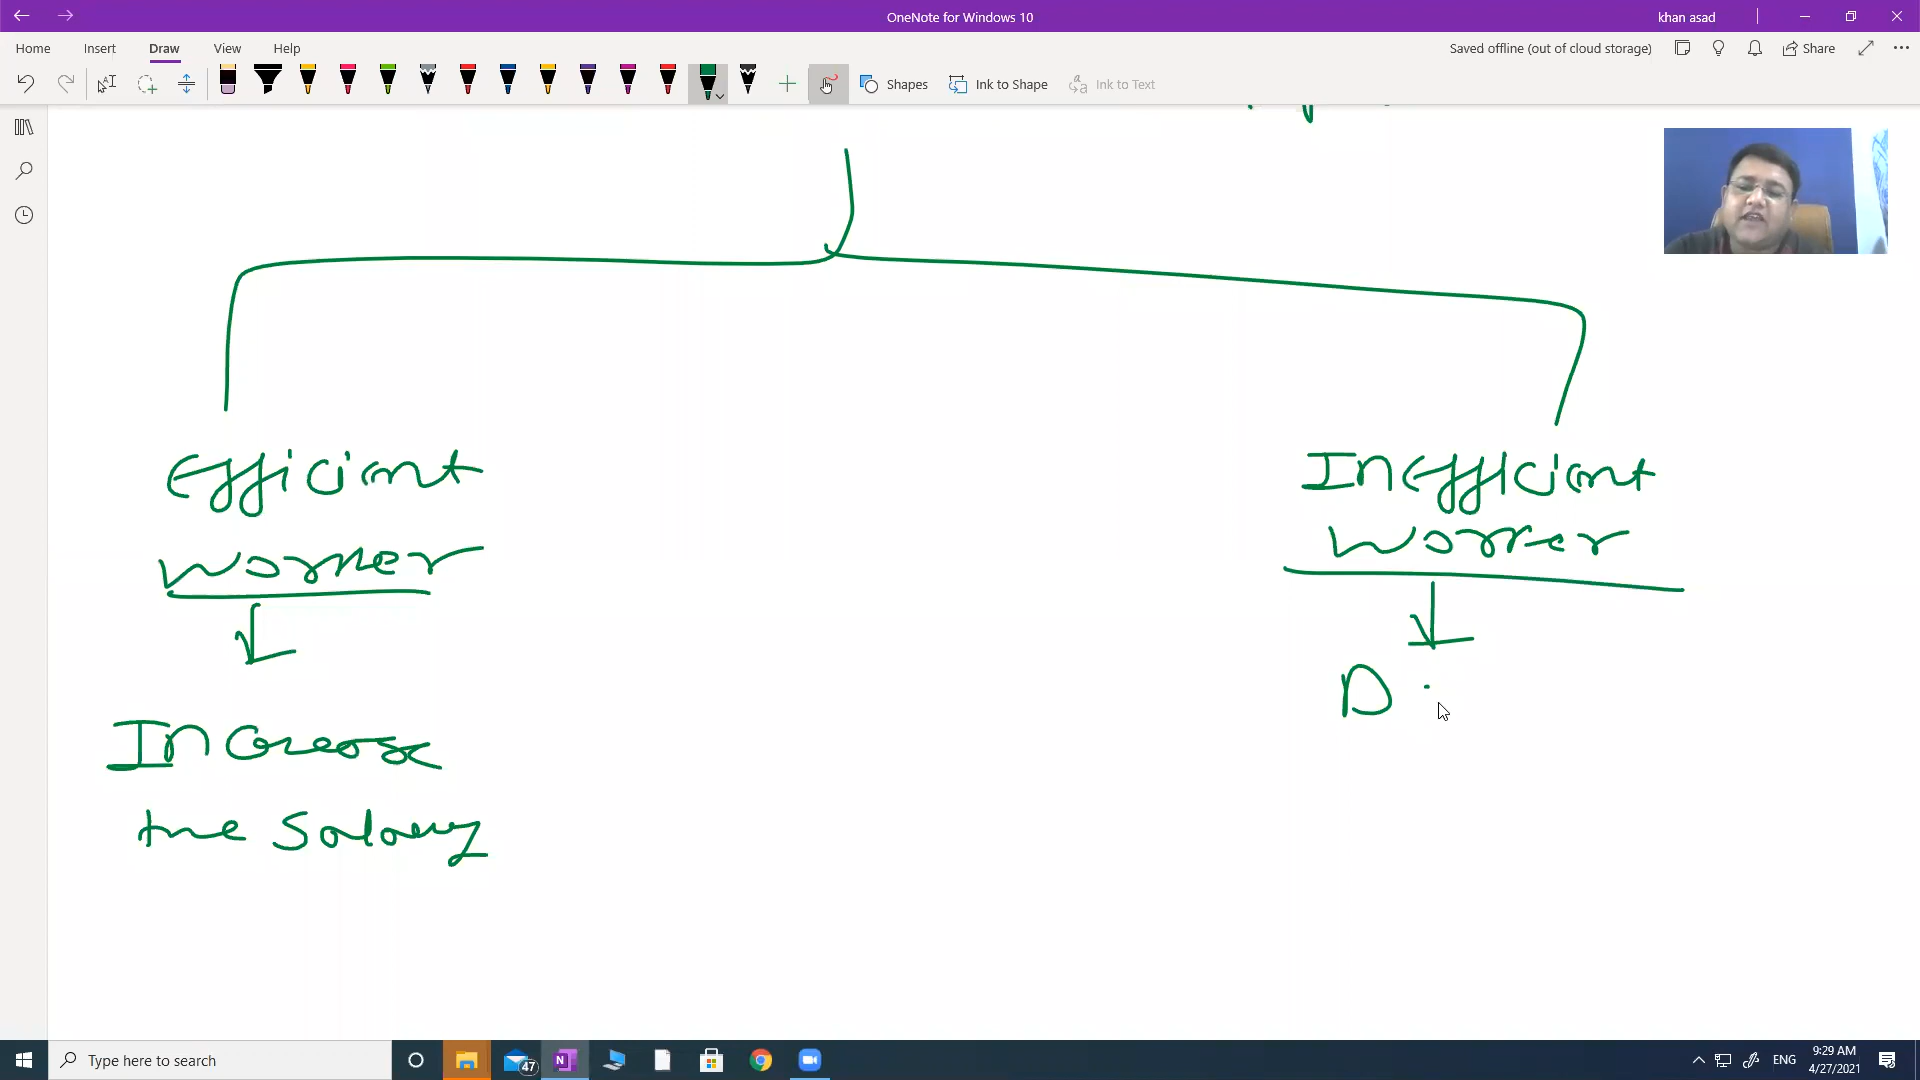 OneNote for Windows 10
khan asad
Home Insert Draw View Help
Saved offline (out of cloud storage)
Share
Shapes
Ink to Shape
Ink to Text
Efficient
Worker
Inefficient
Worker
Increase
the Salary
D
Type here to search
47
N
ENG
9:29 AM
4/27/2021